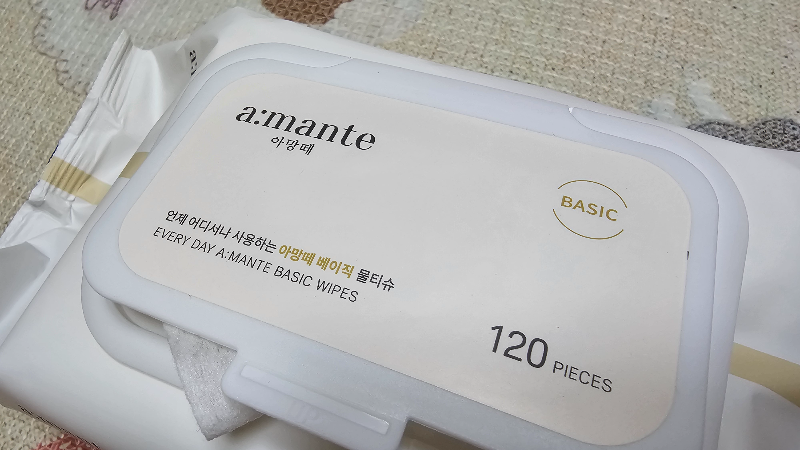 a:mante
아망떼
BASIC
언제 어디서나 사용하는 아망떼 베이직 물티슈
EVERY DAY A:MANTE BASIC WIPES
120 PIECES